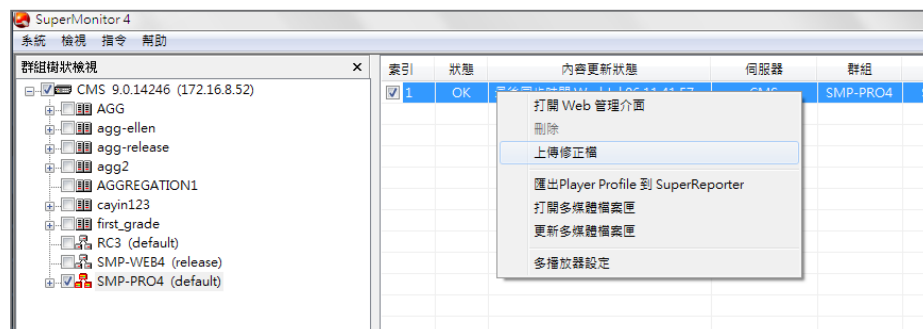 SuperMonitor 4
系統 檢視 指令 幫助
群組樹狀檢視 ×
CMS 9.0.14246 (172.16.8.52)
AGG
agg-ellen
agg-release
agg2
AGGREGATION1
cayin123
first_grade
RC3 (default)
SMP-WEB4 (release)
SMP-PRO4 (default)
索引 狀態 內容更新狀態 伺服器 群組
1 OK SMP-PRO4
打開 Web 管理介面
刪除
上傳修正檔
匯出Player Profile 到 SuperReporter
打開多媒體檔案匣
更新多媒體檔案匣
多播放器設定